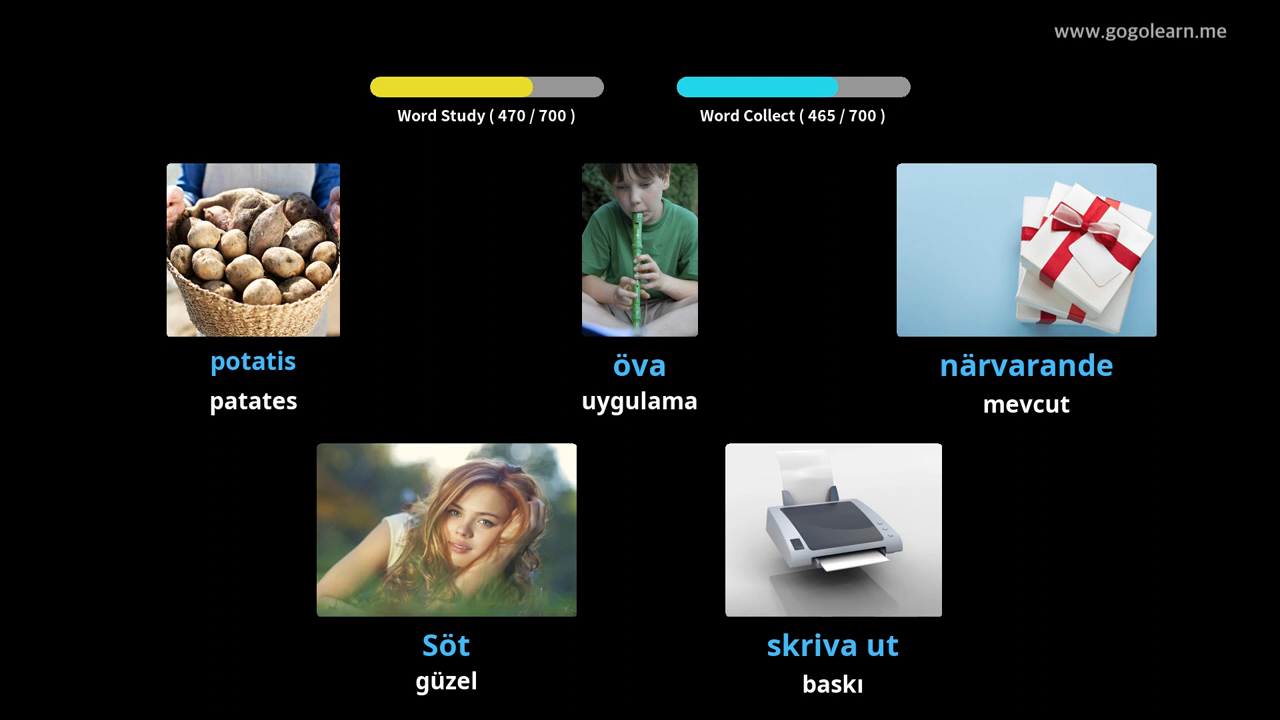 www.gogolearn.me
Word Study ( 470 / 700 )
Word Collect ( 465 / 700 )
potatis
patates
öva
uygulama
närvarande
mevcut
Söt
güzel
skriva ut
baskı